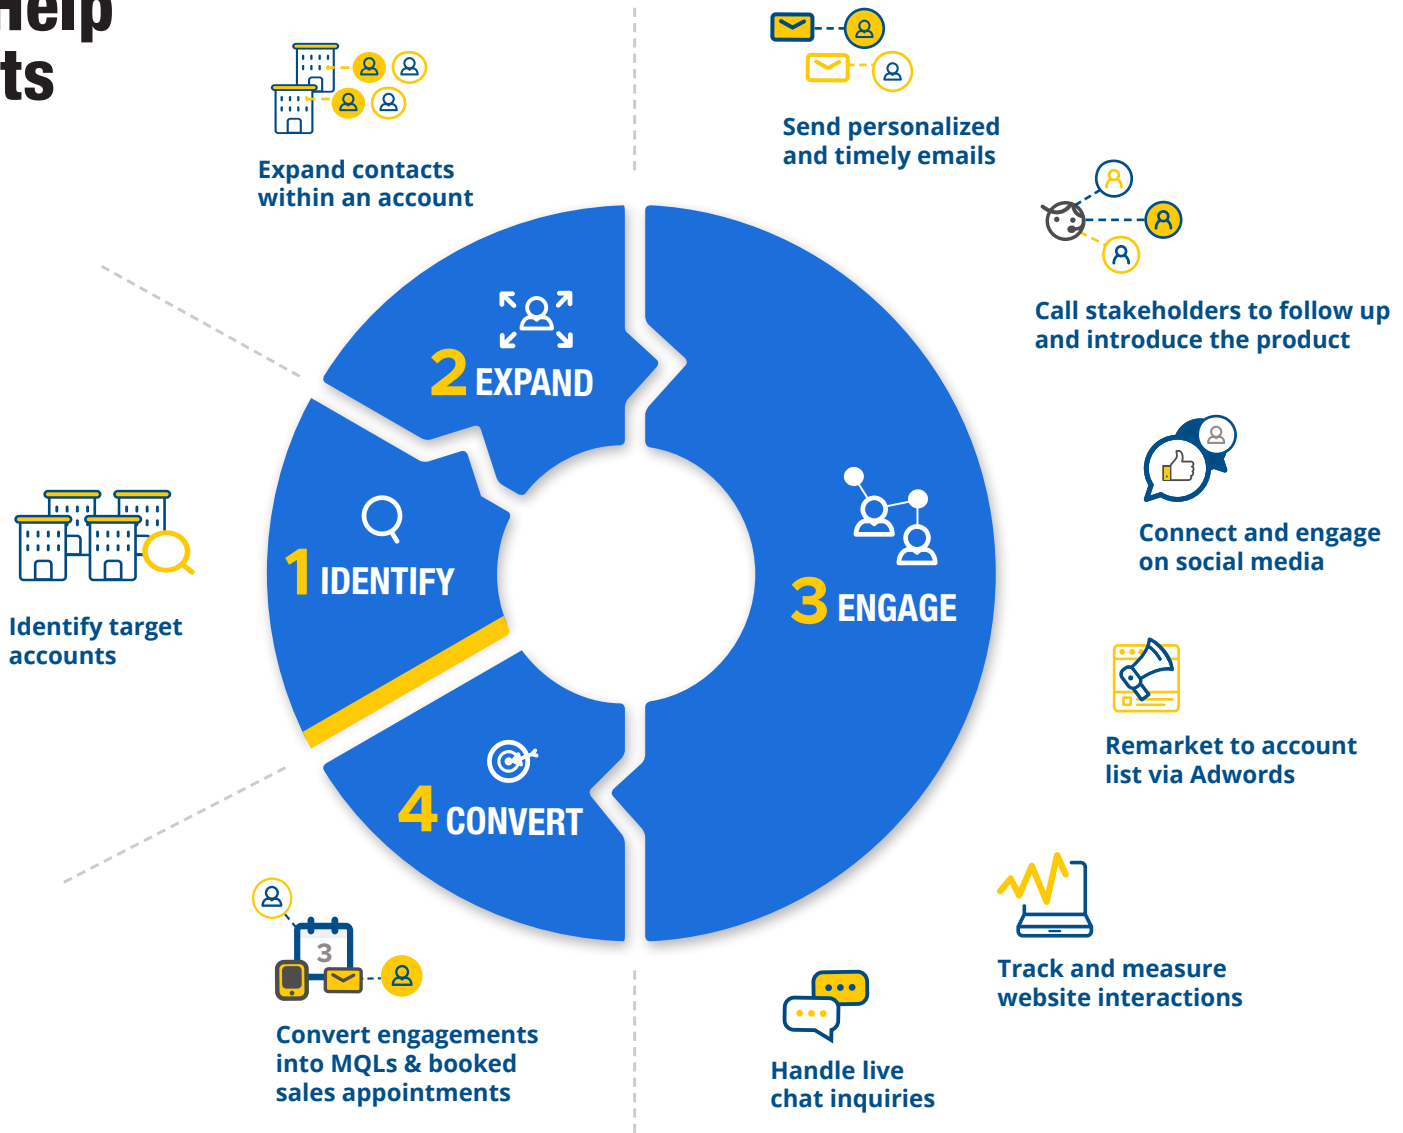 Help
ts
Expand contacts
within an account
Send personalized
and timely emails
Call stakeholders to follow up
and introduce the product
2 EXPAND
Connect and engage
on social media
1 IDENTIFY
3 ENGAGE
Identify target
accounts
Remarket to account
list via Adwords
4 CONVERT
3
Track and measure
website interactions
Convert engagements
into MQLs & booked
sales appointments
Handle live
chat inquiries